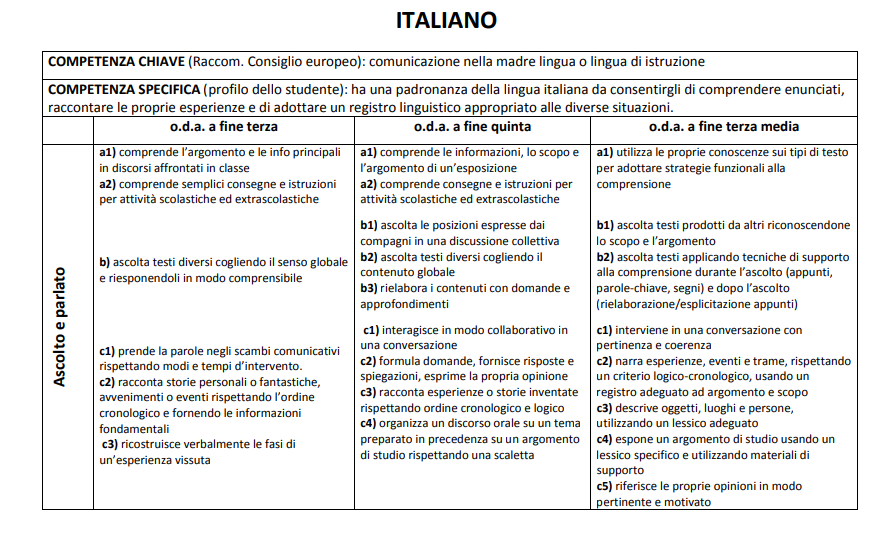 ITALIANO
COMPETENZA CHIAVE (Raccom. Consiglio europeo): comunicazione nella madre lingua o lingua di istruzione
COMPETENZA SPECIFICA (profilo dello studente): ha una padronanza della lingua italiana da consentirgli di comprendere enunciati,
raccontare le proprie esperienze e di adottare un registro linguistico appropriato alle diverse situazioni.
o.d.a. a fine terza
o.d.a. a fine quinta
o.d.a. a fine terza media
Ascolto e parlato
a1) comprende l'argomento e le info principali
in discorsi affrontati in classe
a2) comprende semplici consegne e istruzioni
per attività scolastiche ed extrascolastiche
b) ascolta testi diversi cogliendo il senso globale
e riesponendoli in modo comprensibile
c1) prende la parole negli scambi comunicativi
rispettando modi e tempi d'intervento.
c2) racconta storie personali o fantastiche,
avvenimenti o eventi rispettando l'ordine
cronologico e fornendo le informazioni
fondamentali
c3) ricostruisce verbalmente le fasi di
un'esperienza vissuta
a1) comprende le informazioni, lo scopo e
l'argomento di un'esposizione
a2) comprende consegne e istruzioni per
attività scolastiche ed extrascolastiche
b1) ascolta le posizioni espresse dai
compagni in una discussione collettiva
b2) ascolta testi diversi cogliendo il
contenuto globale
b3) rielabora i contenuti con domande e
approfondimenti
c1) interagisce in modo collaborativo in
una conversazione
c2) formula domande, fornisce risposte e
spiegazioni, esprime la propria opinione
c3) racconta esperienze o storie inventate
rispettando ordine cronologico e logico
c4) organizza un discorso orale su un tema
preparato in precedenza su un argomento
di studio rispettando una scaletta
a1) utilizza le proprie conoscenze sui tipi di testo
per adottare strategie funzionali alla
comprensione
b1) ascolta testi prodotti da altri riconoscendone
lo scopo e l'argomento
b2) ascolta testi applicando tecniche di supporto
alla comprensione durante l'ascolto (appunti,
parole-chiave, segni) e dopo l'ascolto
(rielaborazione/esplicitazione appunti)
c1) interviene in una conversazione con
pertinenza e coerenza
c2) narra esperienze, eventi e trame, rispettando
un criterio logico-cronologico, usando un
registro adeguato ad argomento e scopo
c3) descrive oggetti, luoghi e persone,
utilizzando un lessico adeguato
c4) espone un argomento di studio usando un
lessico specifico e utilizzando materiali di
supporto
c5) riferisce le proprie opinioni in modo
pertinente e motivato